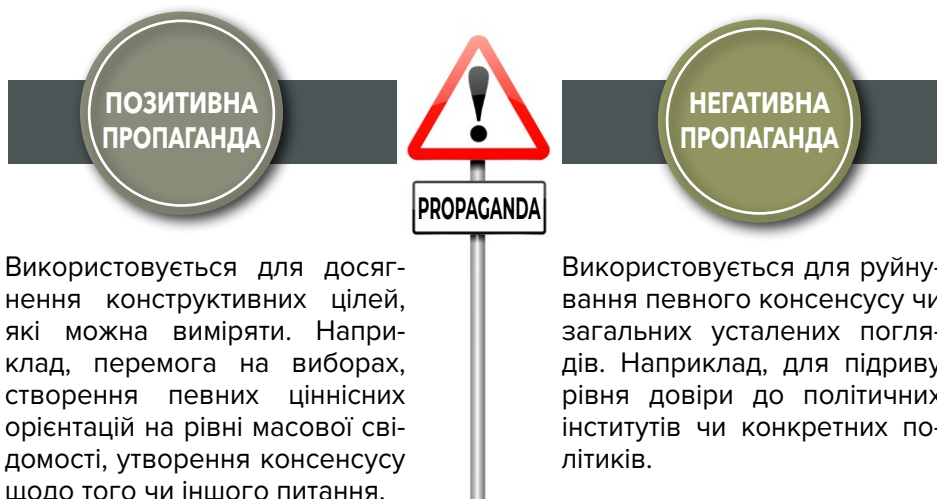 ПОЗИТИВНА
ПРОПАГАНДА
Використовується для досяг-
нення конструктивних цілей,
які можна виміряти. Напри-
клад, перемога на виборах,
створення певних ціннісних
орієнтацій на рівні масової сві-
домості, утворення консенсусу
щодо того чи іншого питання.
PROPAGANDA
НЕГАТИВНА
ПРОПАГАНДА
Використовується для руйну-
вання певного консенсусу чи
загальних усталених погля-
дів. Наприклад, для підриву
рівня довіри до політичних
інститутів чи конкретних по-
літиків.